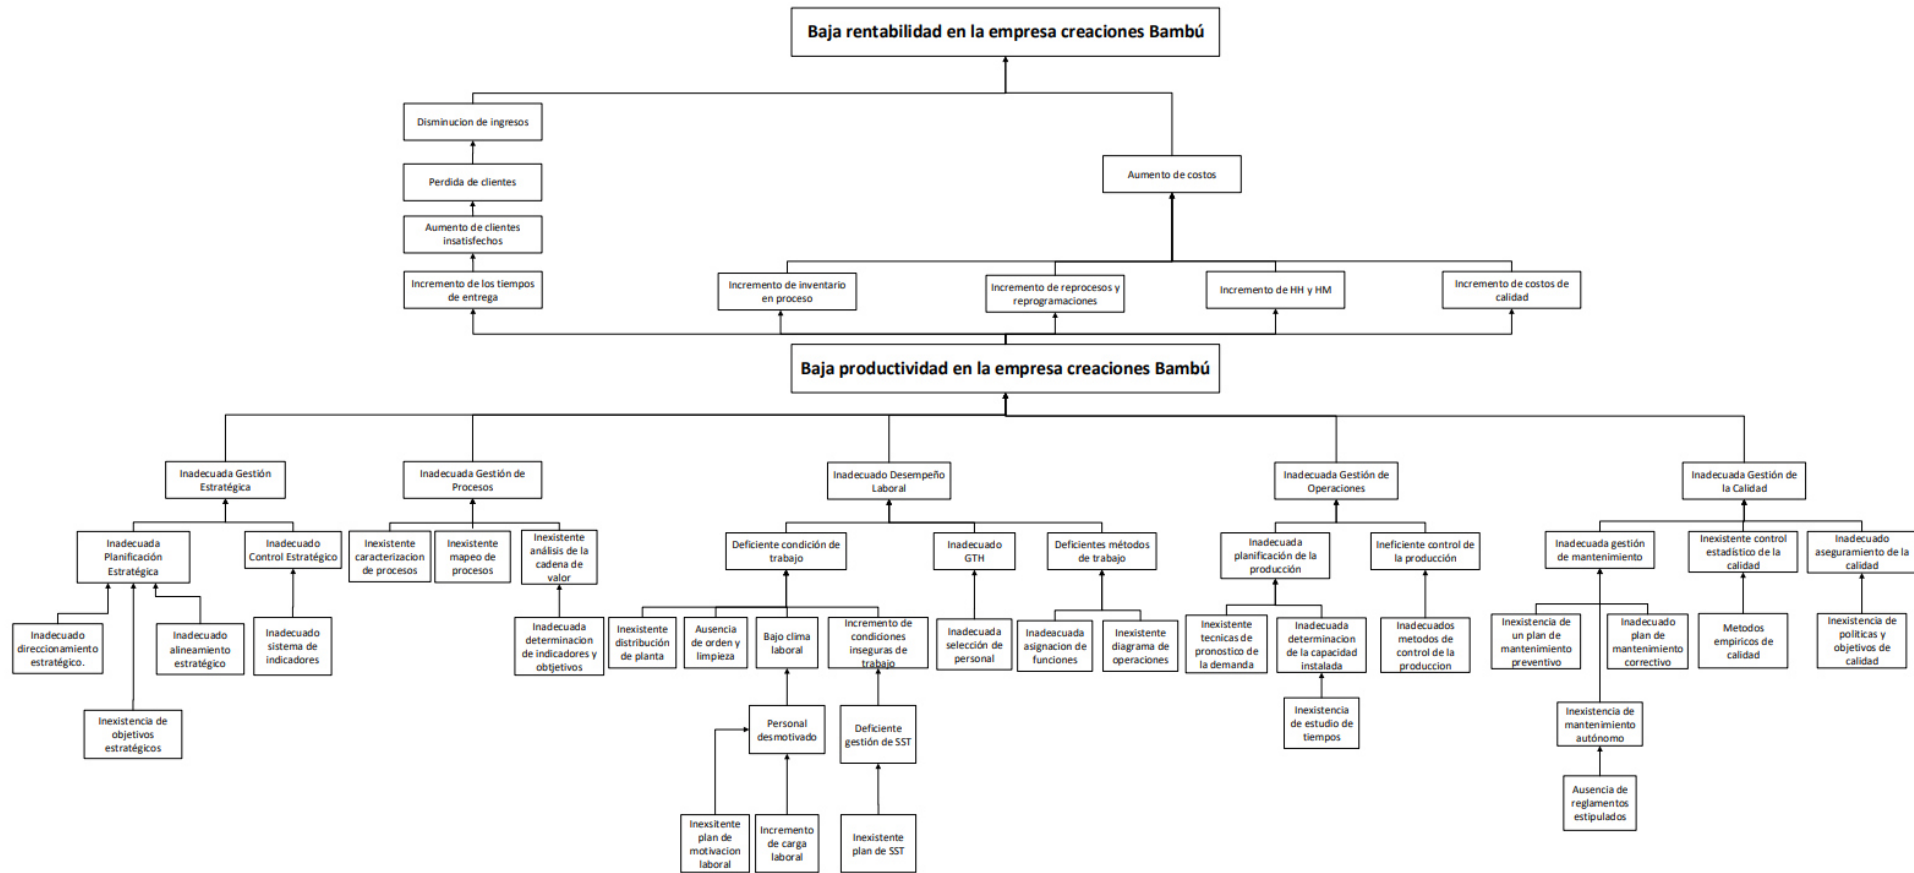 Baja rentabilidad en la empresa creaciones Bambú
Disminucion de ingresos
Perdida de clientes
Aumento de costos
Aumento de clientes
insatisfechos
Incremento de los tiempos
de entrega
Incremento de inventario
en proceso
Incremento de reprocesos y
reprogramaciones
Incremento de HH y HM
Incremento de costos de
calidad
Baja productividad en la empresa creaciones Bambú
Inadecuada Gestión
Estratégica
Inadecuada Gestión de
Procesos
Inadecuado Desempeño
Laboral
Inadecuada Gestión de
Operaciones
Inadecuada Gestión de
la Calidad
Inadecuada
Planificación
Estratégica
Inadecuado
Control Estratégico
Inexistente
caracterizacion
de procesos
Inexistente
mapeo de
procesos
Inexistente
análisis de la
cadena de
valor
Deficiente condición de
trabajo
Inadecuado
GTH
Deficientes métodos
de trabajo
Inadecuada
planificación de la
producción
Ineficiente control de
la producción
Inadecuada gestión
de mantenimiento
Inexistente control
estadístico de la
calidad
Inadecuado
aseguramiento de la
calidad
Inadecuado
direccionamiento
estratégico.
Inadecuado
alineamiento
estratégico
Inadecuado
sistema de
indicadores
Inadecuada
determinacion
de indicadores y
objetivos
Inexistente
distribución
de planta
Ausencia
de orden y
limpieza
Bajo clima
laboral
Incremento de
condiciones
inseguras de
trabajo
Inadecuada
selección de
personal
Inadeacuada
asignacion de
funciones
Inexistente
diagrama de
operaciones
Inexistente
tecnicas de
pronostico de
la demanda
Inadecuada
determinacion
de la capacidad
instalada
Inadecuados
metodos de
control de la
produccion
Inexistencia de
un plan de
mantenimiento
preventivo
Inadecuado
plan de
mantenimiento
correctivo
Metodos
empiricos de
calidad
Inexistencia de
politicas y
objetivos de
calidad
Inexistencia de
objetivos
estratégicos
Personal
desmotivado
Deficiente
gestión de SST
Inexistencia
de estudio de
tiempos
Inexistencia de
mantenimiento
autónomo
Inexsitente
plan de
motivacion
laboral
Incremento
de carga
laboral
Inexistente
plan de SST
Ausencia de
reglamentos
estipulados